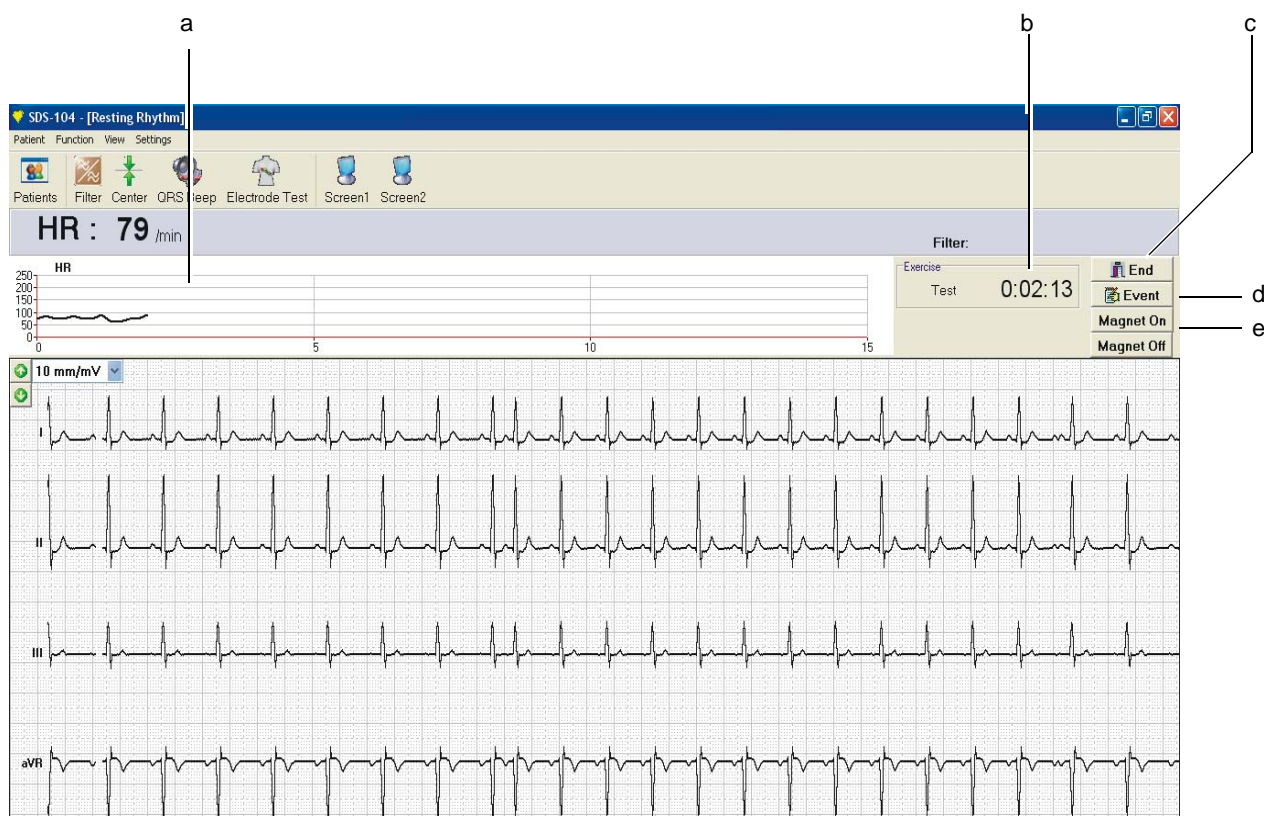 a b c
SDS-104 - [Resting Rhythm]
Patient Function View Settings
Patients Filter Center QRS Beep Electrode Test Screen1 Screen2
HR : 79 /min
Filter:
HR
250
200
150
100
50
0
0 5 10 15
Exercise
Test 0:02:13
End
Event
d
Magnet On
e
Magnet Off
10 mm/mV
I
II
III
aVR